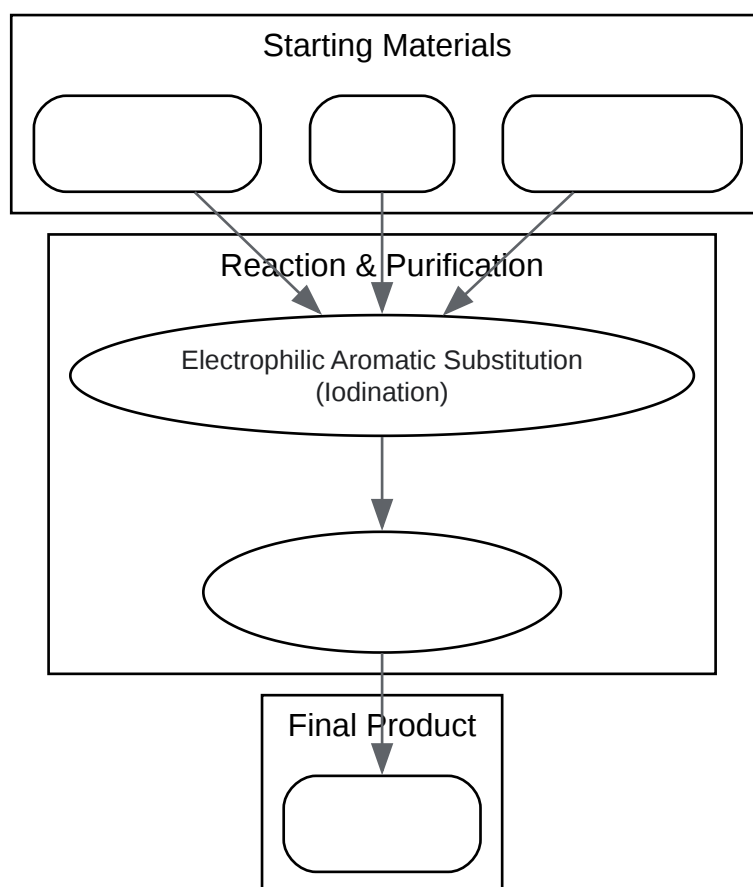 Starting Materials
Reaction & Purification
Electrophilic Aromatic Substitution
(Iodination)
Final Product